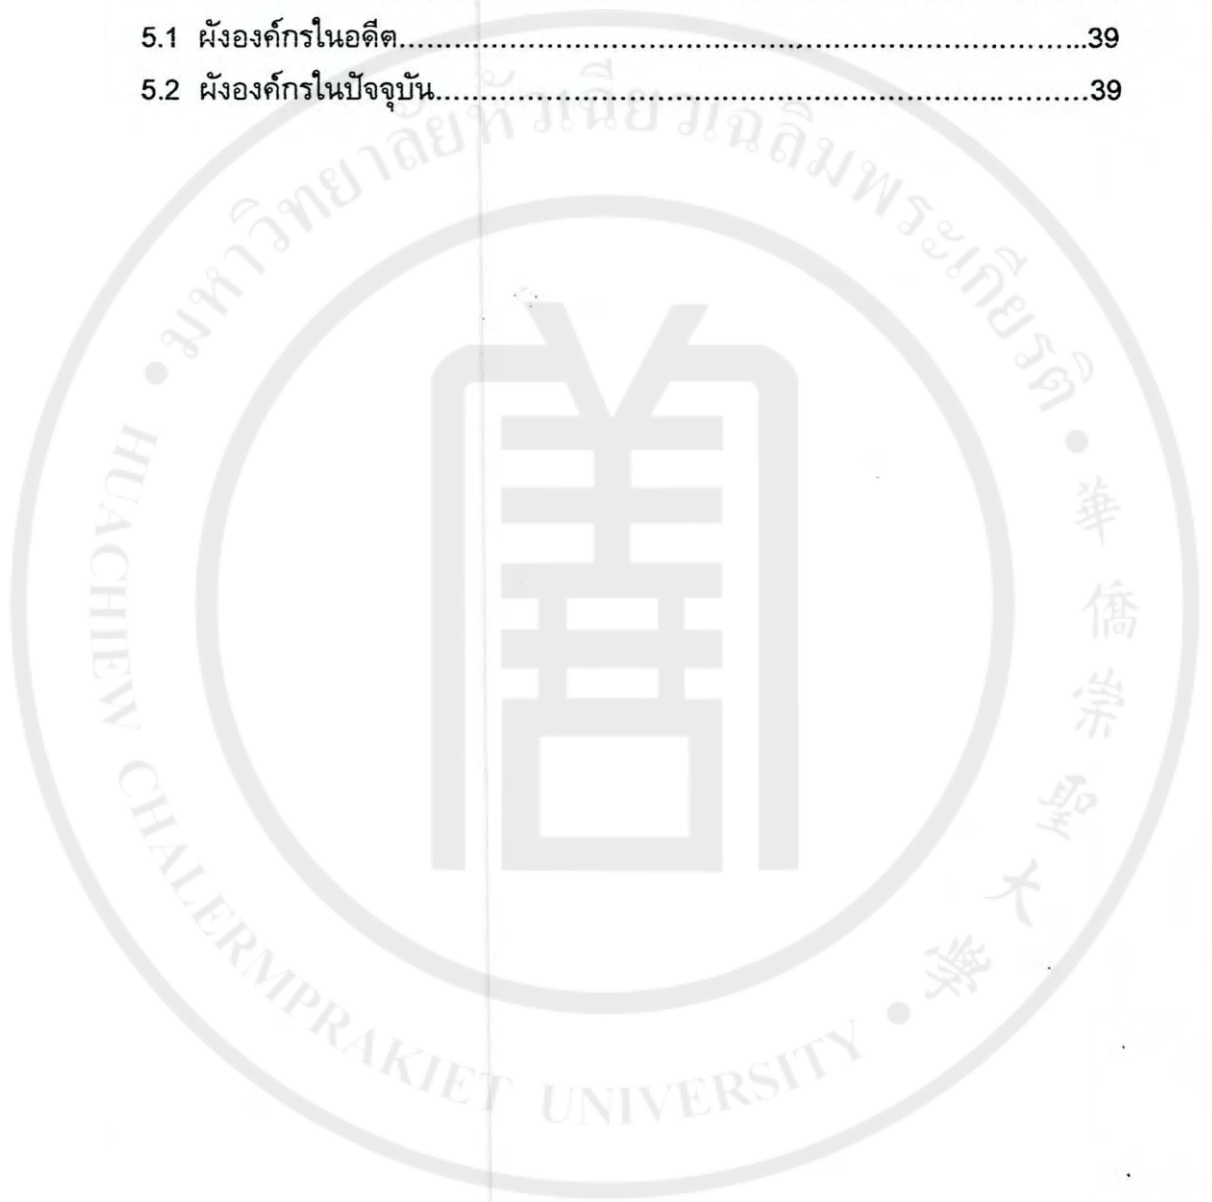 5.1 ผังองค์กรในอดีต..........................................................................................39
5.2 ผังองค์กรในปัจจุบัน.....................................................................................39
• มหาวิทยาลัยหัวเฉียวเฉลิมพระเกียรติ •
華僑崇聖大學 •
HUACHIEW CHALERMPRAKIET UNIVERSITY